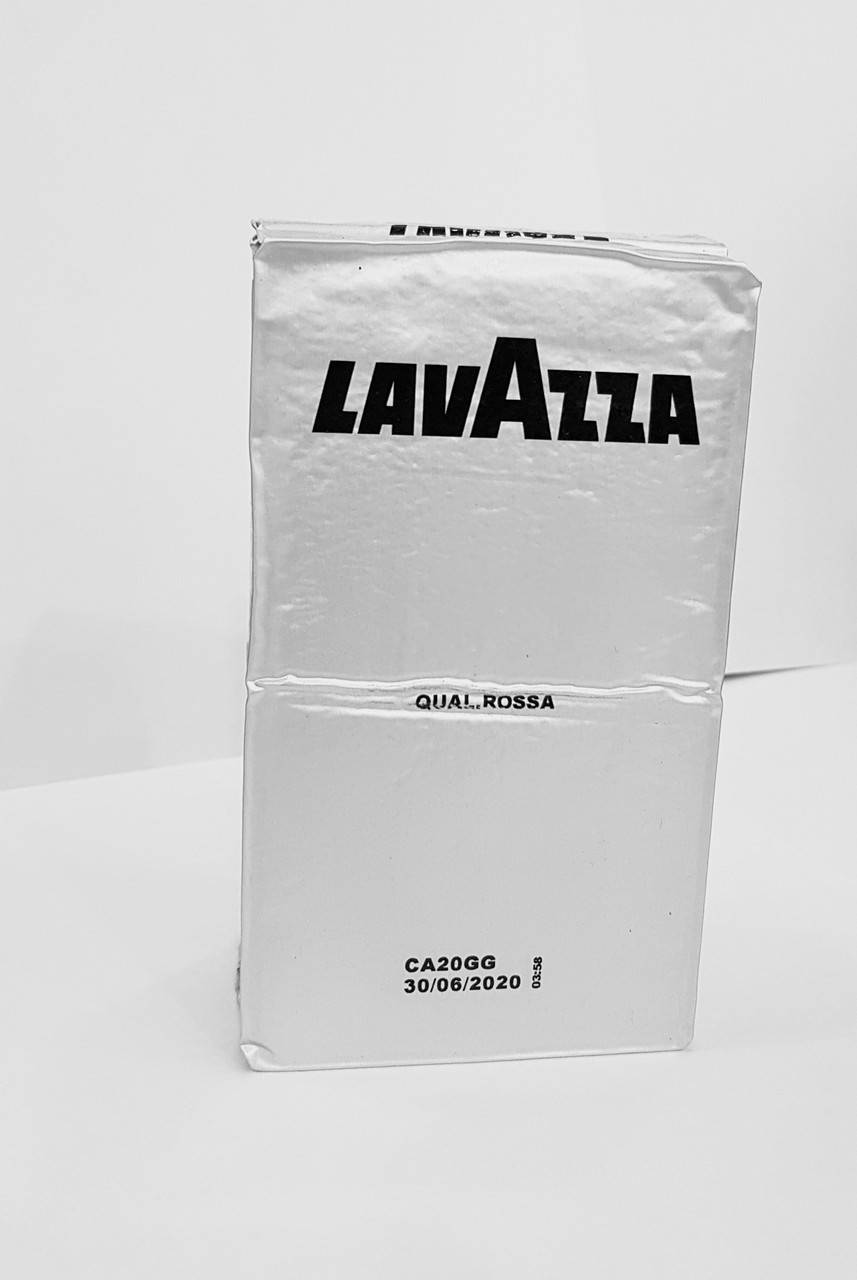 LAVAZZA
QUAL.ROSSA
CA20GG
30/06/2020
03:58